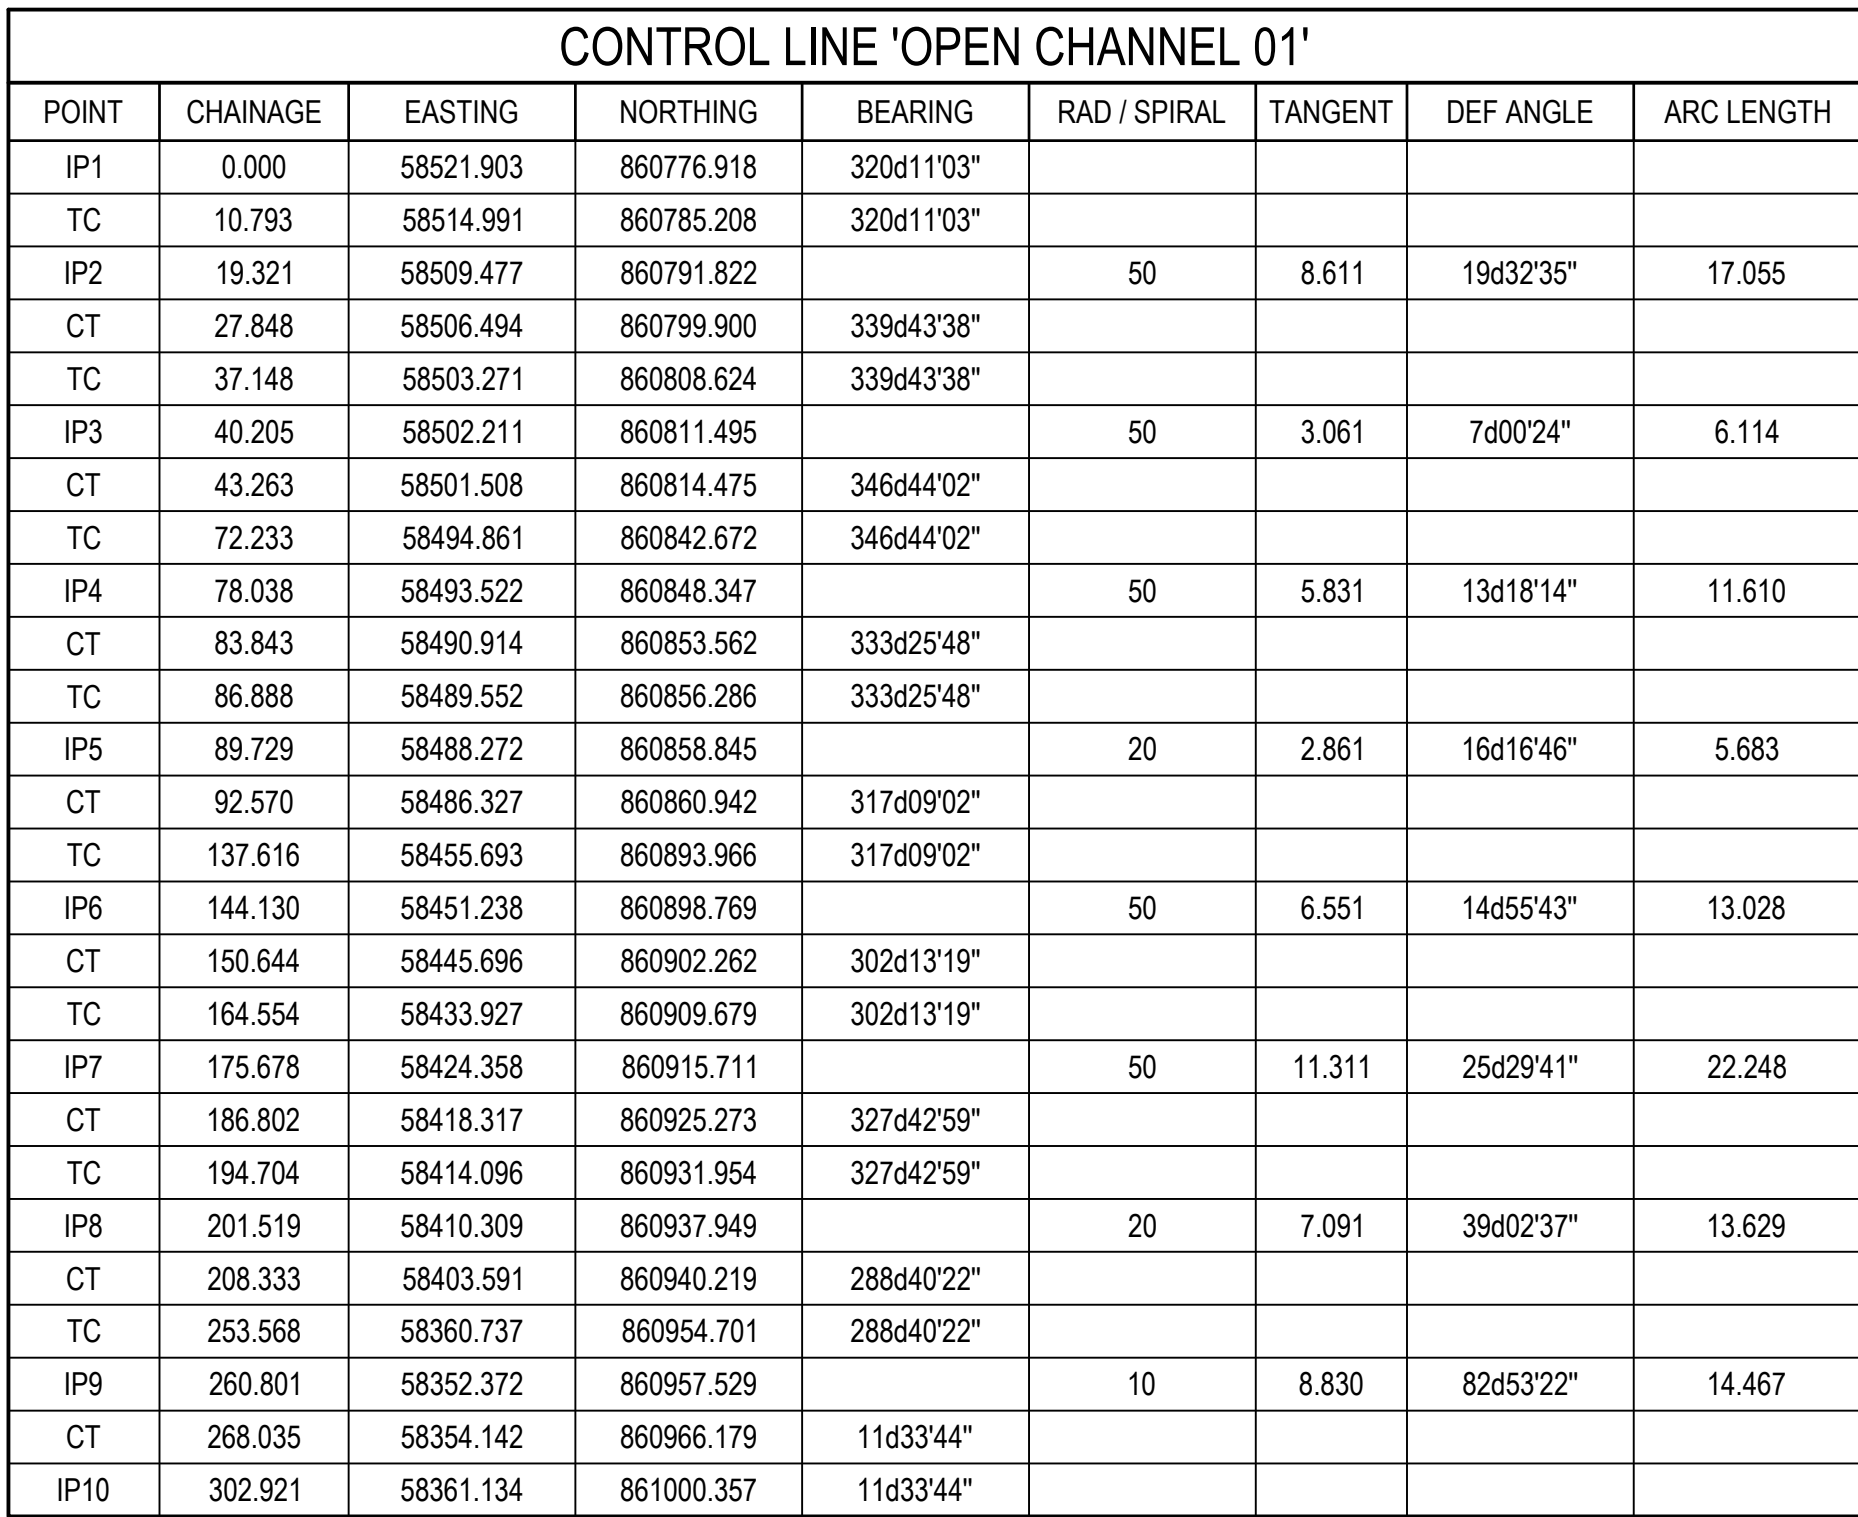 CONTROL LINE 'OPEN CHANNEL 01'
POINT CHAINAGE EASTING NORTHING BEARING RAD / SPIRAL TANGENT DEF ANGLE ARC LENGTH
IP1 0.000 58521.903 860776.918 320d11'03"
TC 10.793 58514.991 860785.208 320d11'03"
IP2 19.321 58509.477 860791.822 50 8.611 19d32'35" 17.055
CT 27.848 58506.494 860799.900 339d43'38"
TC 37.148 58503.271 860808.624 339d43'38"
IP3 40.205 58502.211 860811.495 50 3.061 7d00'24" 6.114
CT 43.263 58501.508 860814.475 346d44'02"
TC 72.233 58494.861 860842.672 346d44'02"
IP4 78.038 58493.522 860848.347 50 5.831 13d18'14" 11.610
CT 83.843 58490.914 860853.562 333d25'48"
TC 86.888 58489.552 860856.286 333d25'48"
IP5 89.729 58488.272 860858.845 20 2.861 16d16'46" 5.683
CT 92.570 58486.327 860860.942 317d09'02"
TC 137.616 58455.693 860893.966 317d09'02"
IP6 144.130 58451.238 860898.769 50 6.551 14d55'43" 13.028
CT 150.644 58445.696 860902.262 302d13'19"
TC 164.554 58433.927 860909.679 302d13'19"
IP7 175.678 58424.358 860915.711 50 11.311 25d29'41" 22.248
CT 186.802 58418.317 860925.273 327d42'59"
TC 194.704 58414.096 860931.954 327d42'59"
IP8 201.519 58410.309 860937.949 20 7.091 39d02'37" 13.629
CT 208.333 58403.591 860940.219 288d40'22"
TC 253.568 58360.737 860954.701 288d40'22"
IP9 260.801 58352.372 860957.529 10 8.830 82d53'22" 14.467
CT 268.035 58354.142 860966.179 11d33'44"
IP10 302.921 58361.134 861000.357 11d33'44"